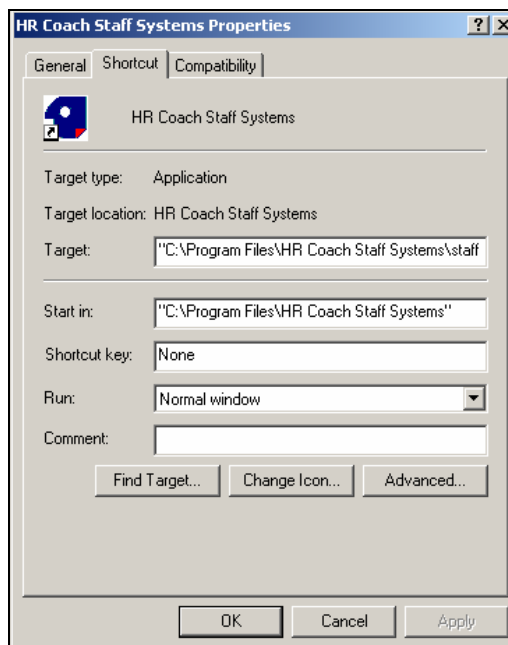 HR Coach Staff Systems Properties
General Shortcut Compatibility
HR Coach Staff Systems
Target type: Application
Target location: HR Coach Staff Systems
Target: "C:\Program Files\HR Coach Staff Systems\staff
Start in: "C:\Program Files\HR Coach Staff Systems"
Shortcut key: None
Run: Normal window
Comment:
Find Target... Change Icon... Advanced...
OK Cancel Apply